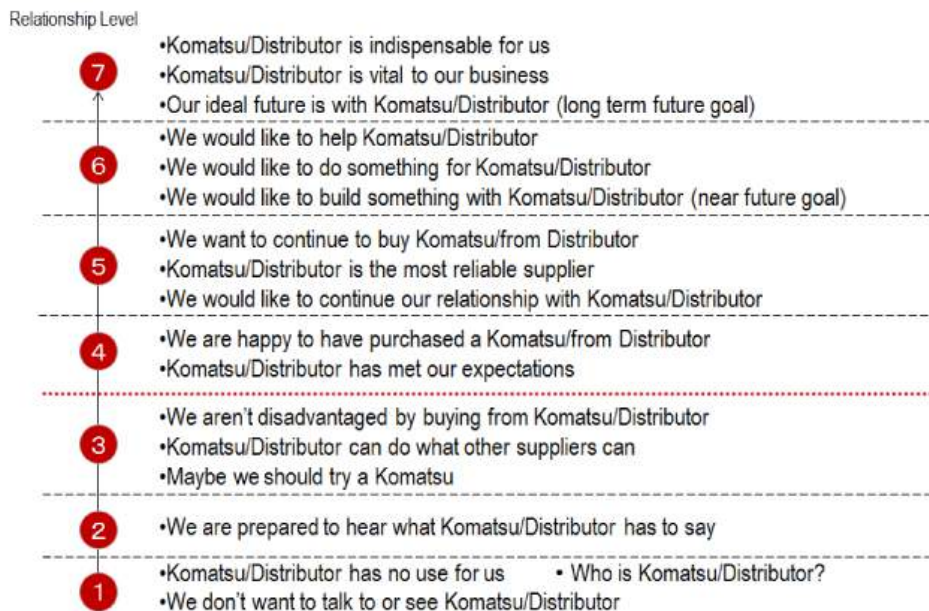 Relationship Level
7
•Komatsu/Distributor is indispensable for us
•Komatsu/Distributor is vital to our business
•Our ideal future is with Komatsu/Distributor (long term future goal)
6
•We would like to help Komatsu/Distributor
•We would like to do something for Komatsu/Distributor
•We would like to build something with Komatsu/Distributor (near future goal)
5
•We want to continue to buy Komatsu/from Distributor
•Komatsu/Distributor is the most reliable supplier
•We would like to continue our relationship with Komatsu/Distributor
4
•We are happy to have purchased a Komatsu/from Distributor
•Komatsu/Distributor has met our expectations
3
•We aren't disadvantaged by buying from Komatsu/Distributor
•Komatsu/Distributor can do what other suppliers can
•Maybe we should try a Komatsu
2
•We are prepared to hear what Komatsu/Distributor has to say
1
•Komatsu/Distributor has no use for us • Who is Komatsu/Distributor?
•We don't want to talk to or see Komatsu/Distributor